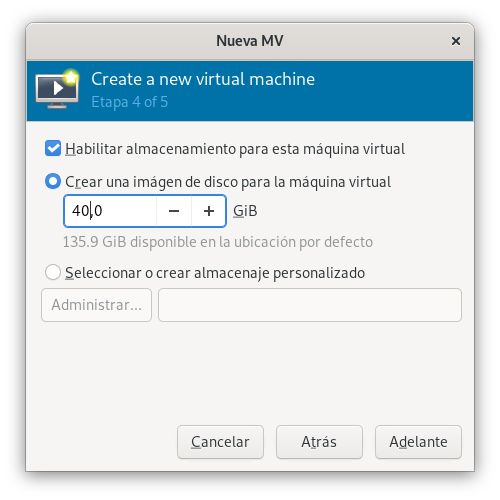 Nueva MV
Create a new virtual machine
Etapa 4 of 5
Habilitar almacenamiento para esta máquina virtual
Crear una imágen de disco para la máquina virtual
40,0
GiB
135.9 GiB disponible en la ubicación por defecto
Seleccionar o crear almacenaje personalizado
Administrar...
Cancelar
Atrás
Adelante